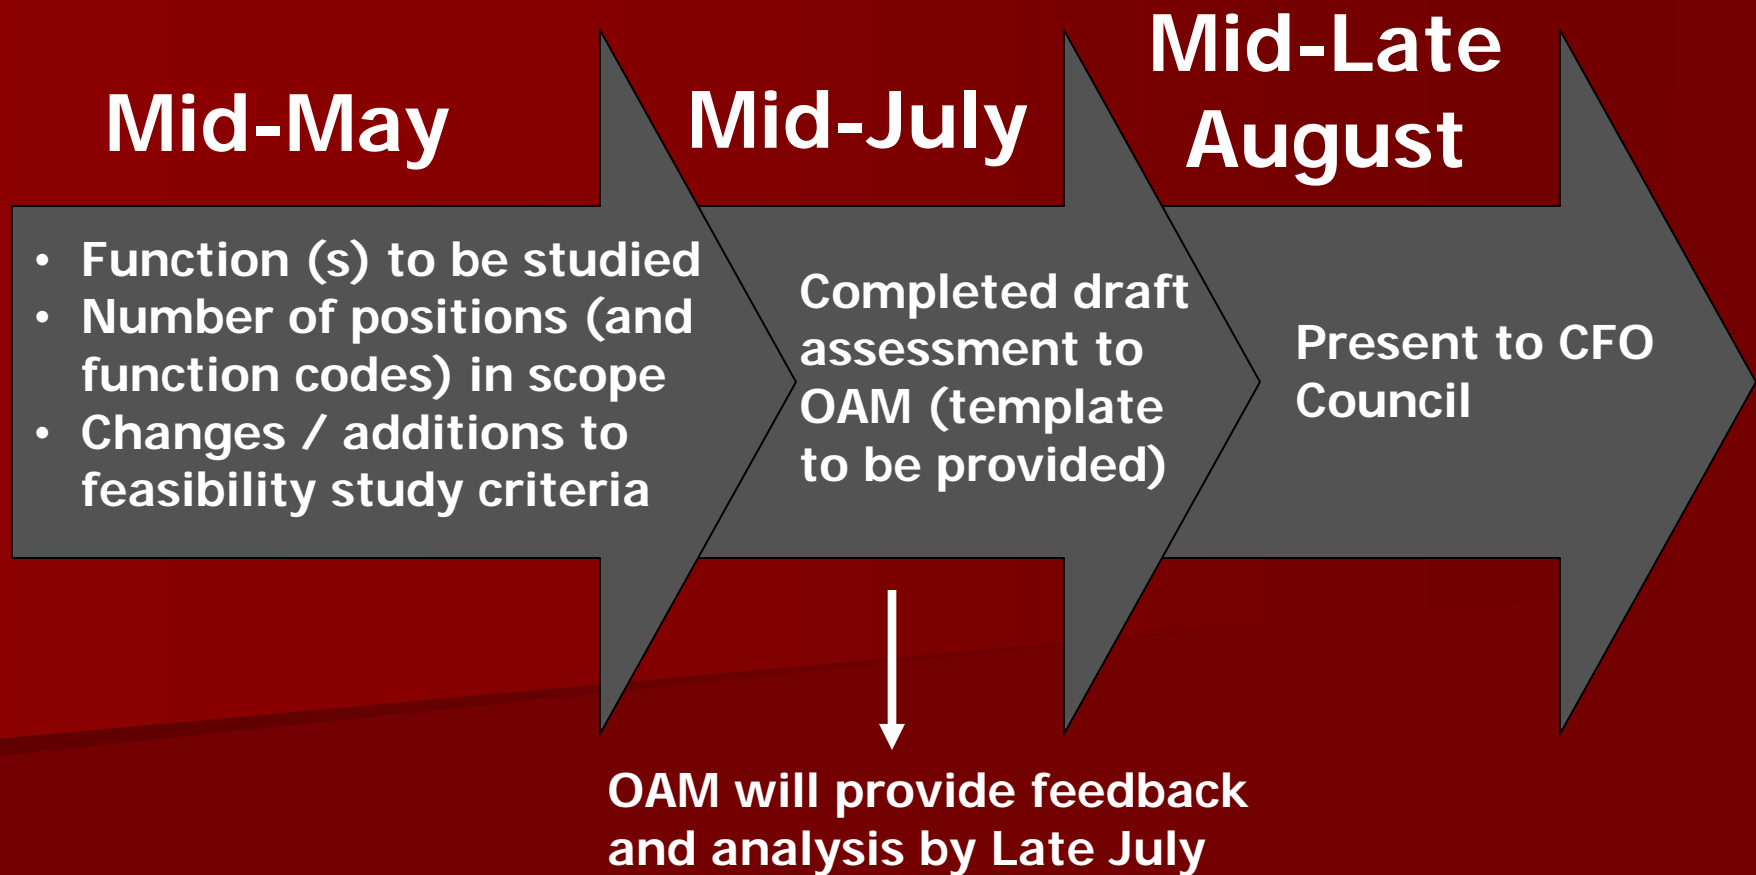 Mid-May
• Function (s) to be studied
• Number of positions (and
function codes) in scope
• Changes / additions to
feasibility study criteria
Mid-July
Completed draft
assessment to
OAM (template
to be provided)
OAM will provide feedback
and analysis by Late July
Mid-Late
August
Present to CFO
Council